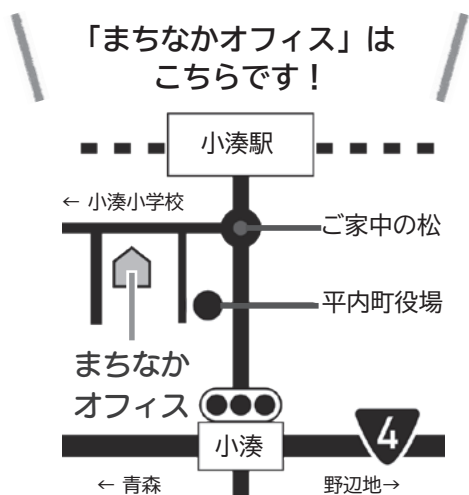 「まちなかオフィス」は
こちらです！
小湊駅
← 小湊小学校
ご家中の松
平内町役場
まちなか
オフィス
小湊
4
← 青森
野辺地→